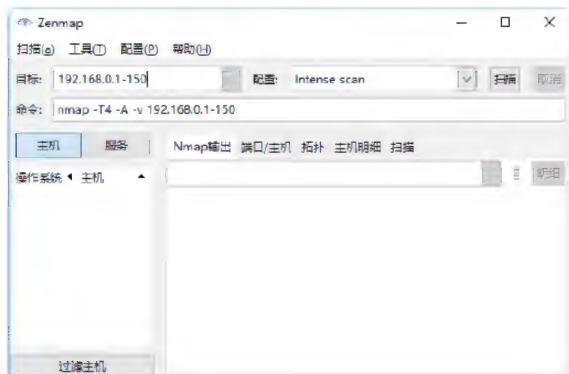 Zenmap
扫描(a) 工具(T) 配置(P) 帮助(H)
目标: 192.168.0.1-150 配置: Intense scan 扫描 取消
命令: nmap -T4 -A -v 192.168.0.1-150
主机 服务 Nmap输出 端口/主机 拓扑 主机明细 扫描
操作系统 主机 明细
过滤主机